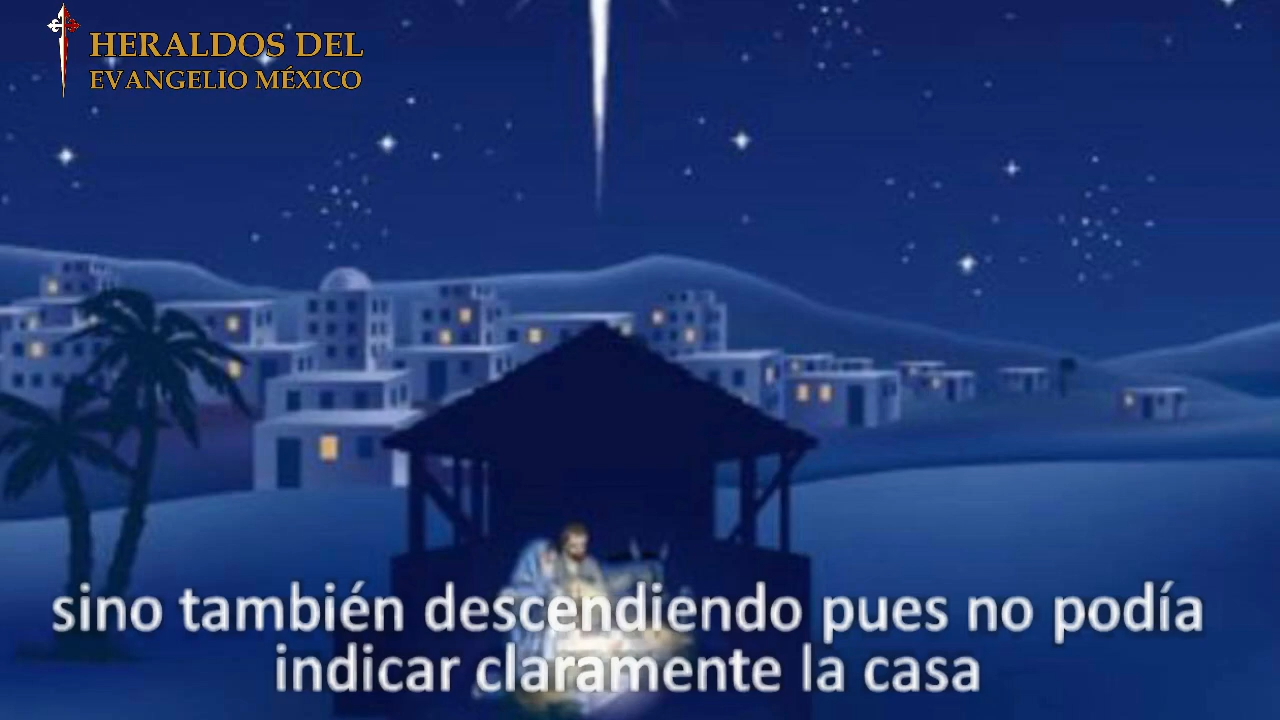 HERALDOS DEL
EVANGELIO MÉXICO
sino también descendiendo pues no podía
indicar claramente la casa